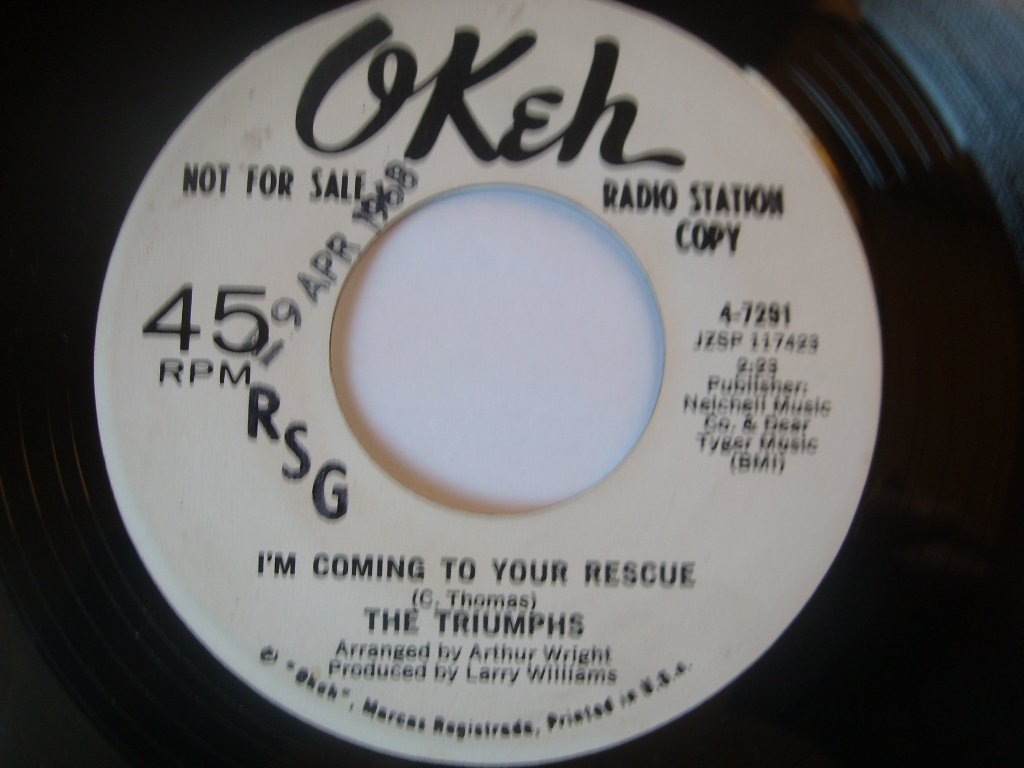 OKeh
NOT FOR SALE
RADIO STATION
COPY
-9 APR 1968
45
RPM
RSG
4-7291
JZSP 117423
2:23
Publisher:
Nelchell Music
Co. & Dear
Tyger Music
(BMI)
I'M COMING TO YOUR RESCUE
(C. Thomas)
THE TRIUMPHS
Arranged by Arthur Wright
Produced by Larry Williams
"Okeh", Marcas Registrada, Printed in U.S.A.